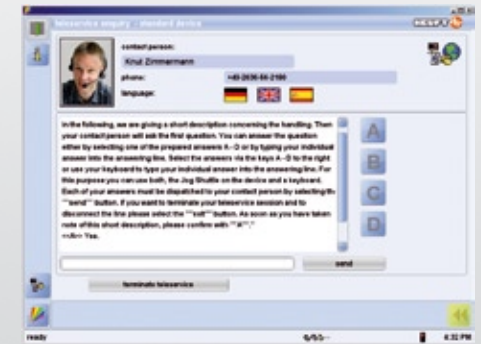 teleservice enquiry - standard device
contact person:
Knut Zimmermann
phone:
language:
In the following, we are giving a short description concerning the handling. Then
your contact person will ask the first question. You can answer the question
either by selecting one of the prepared answers A - D or by typing your individual
answer into the answering line. Select the answers via the keys A - D to the right
or use your keyboard to type your individual answer into the answering line. For
this purpose you can use both, the Jog Shuttle on the device and a keyboard.
Each of your answers must be dispatched to your contact person by selecting th
""send"" button. If you want to terminate your teleservice session and to
disconnect the line please select the ""exit"" button. As soon as you have taken
note of this short description, please confirm with ""A""."
<<A>> Yes.
A
B
C
D
send
terminate teleservice
ready
4:32 PM